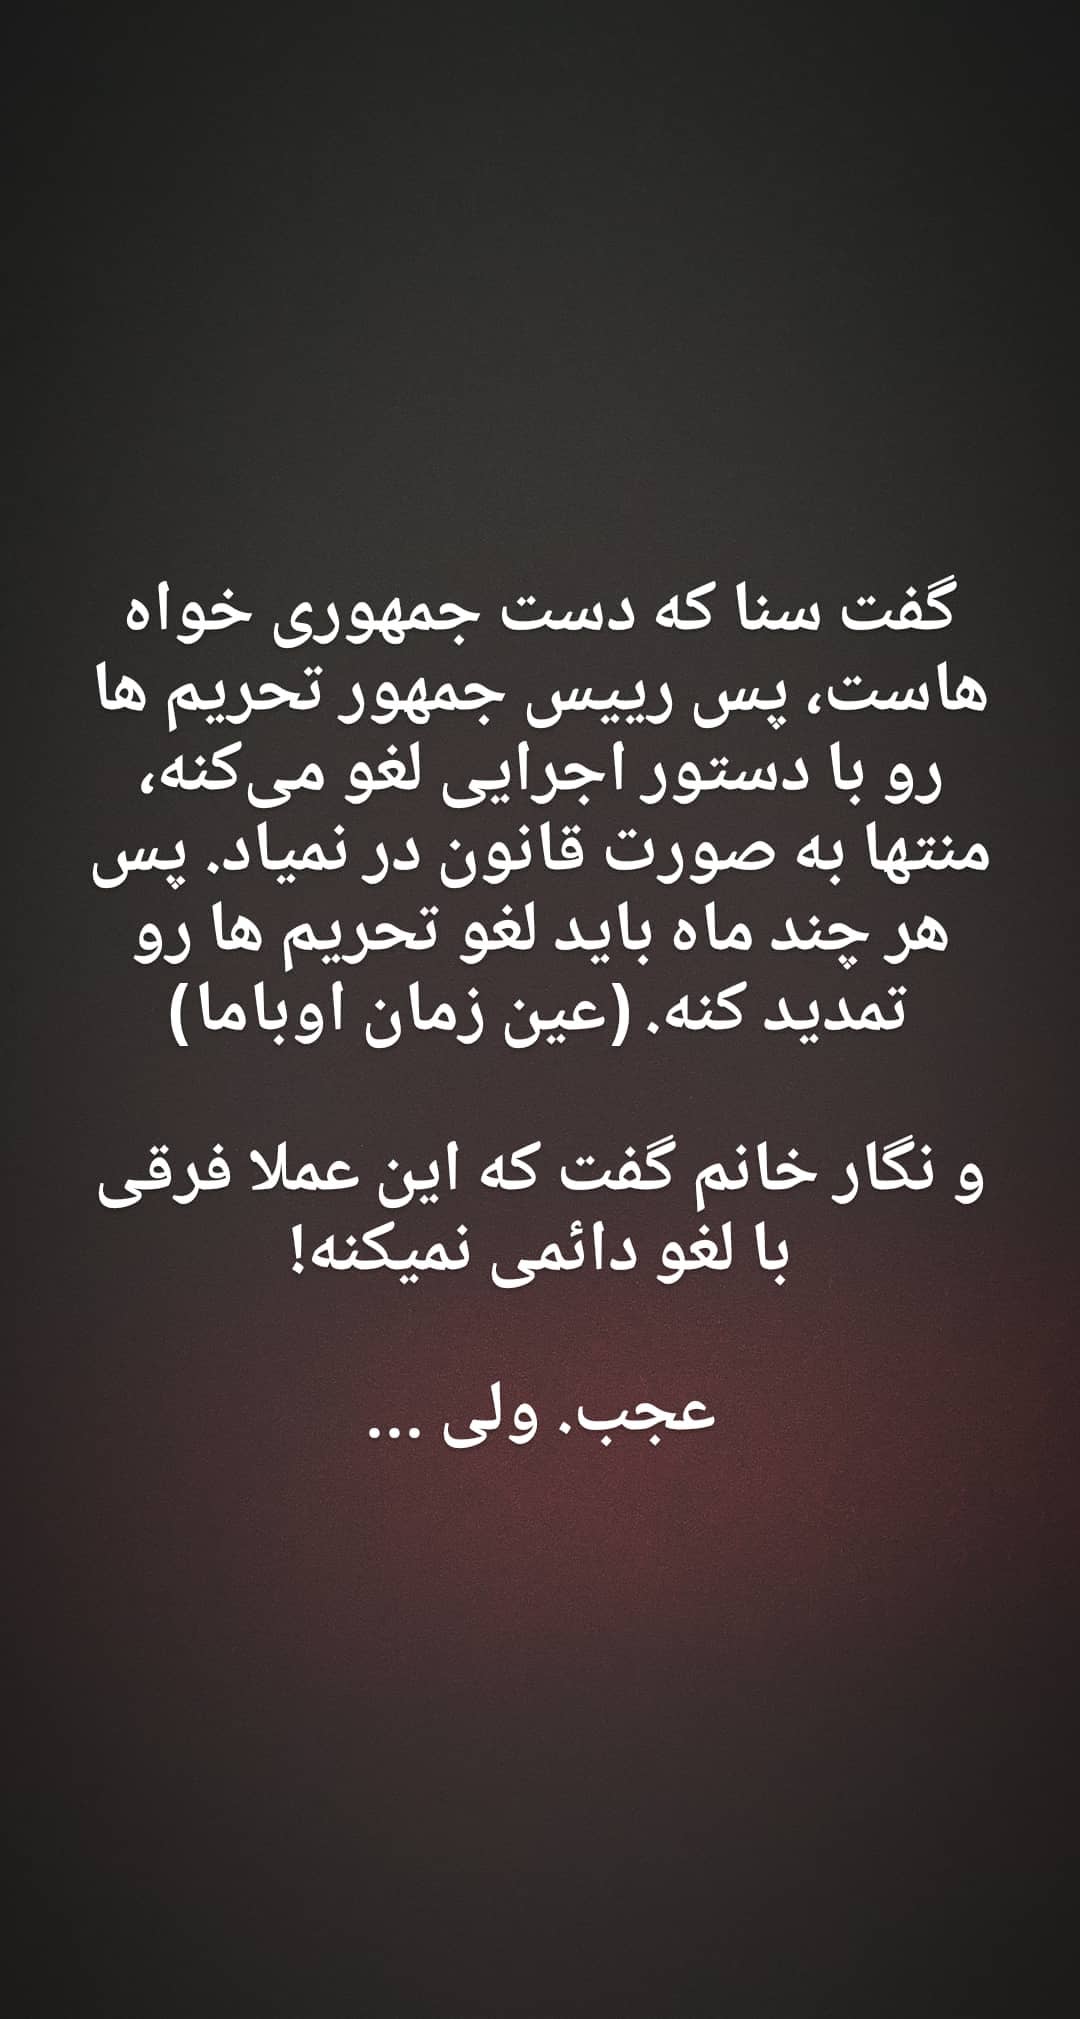 گفت سنا که دست جمهوری خواه
هاست، پس رییس جمهور تحریم ها
رو با دستور اجرایی لغو می‌کنه،
منتها به صورت قانون در نمیاد. پس
هر چند ماه باید لغو تحریم ها رو
تمدید کنه. (عین زمان اوباما)
و نگار خانم گفت که این عملا فرقی
با لغو دائمی نمیکنه!
عجب. ولی ...